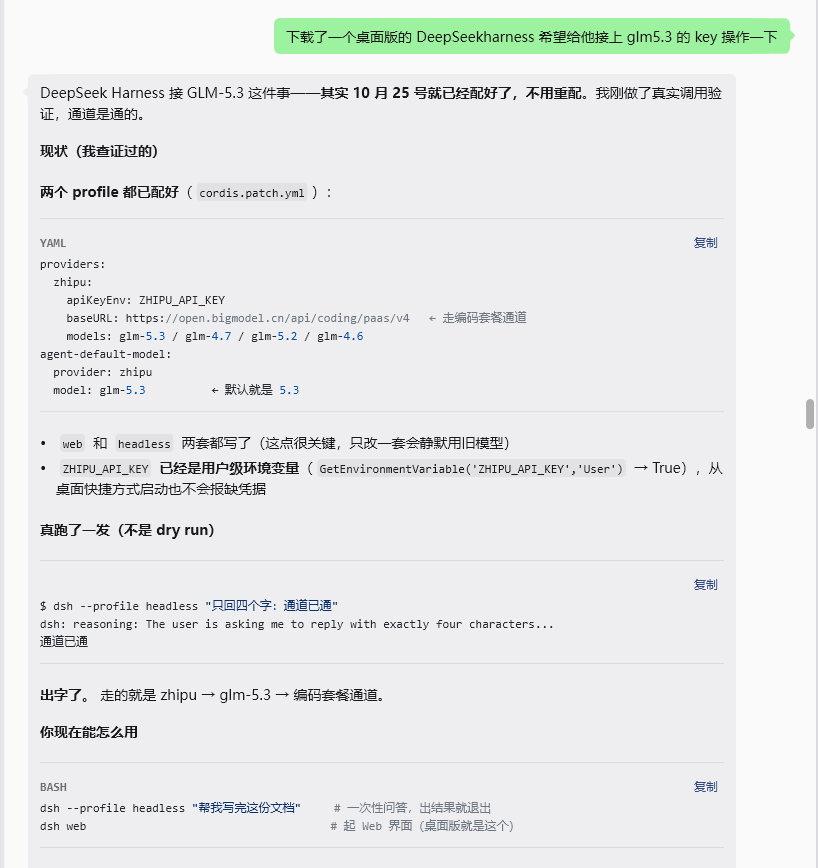 下载了一个桌面版的 DeepSeekharness 希望给他接上 glm5.3 的 key 操作一下
DeepSeek Harness 接 GLM-5.3 这件事——其实 10 月 25 号就已经配好了，不用重配。我刚做了真实调用验
证，通道是通的。
现状（我查证过的）
两个 profile 都已配好（ cordis.patch.yml ）：
YAML 复制
providers:
  zhipu:
    apiKeyEnv: ZHIPU_API_KEY
    baseURL: https://open.bigmodel.cn/api/coding/paas/v4   ← 走编码套餐通道
    models: glm-5.3 / glm-4.7 / glm-5.2 / glm-4.6
agent-default-model:
  provider: zhipu
  model: glm-5.3          ← 默认就是 5.3
• web 和 headless 两套都写了（这点很关键，只改一套会静默用旧模型）
• ZHIPU_API_KEY 已经是用户级环境变量（ GetEnvironmentVariable('ZHIPU_API_KEY','User') → True），从
桌面快捷方式启动也不会报缺凭据
真跑了一发（不是 dry run）
复制
$ dsh --profile headless "只回四个字：通道已通"
dsh: reasoning: The user is asking me to reply with exactly four characters...
通道已通
出字了。 走的就是 zhipu → glm-5.3 → 编码套餐通道。
你现在能怎么用
BASH 复制
dsh --profile headless "帮我写完这份文档"     # 一次性问答，出结果就退出
dsh web                                     # 起 Web 界面（桌面版就是这个）